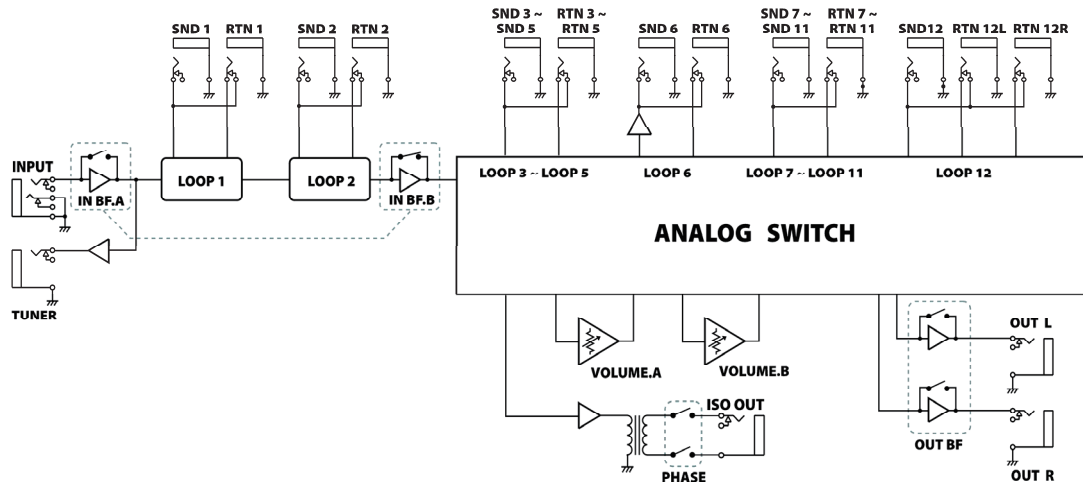 SND 1 RTN 1 SND 2 RTN 2
SND 3 ~ SND 5 RTN 3 ~ RTN 5 SND 6 RTN 6 SND 7 ~ SND 11 RTN 7 ~ RTN 11 SND12 RTN 12L RTN 12R
INPUT
IN BF.A
LOOP 1
LOOP 2
IN BF.B
LOOP 3 ~ LOOP 5
LOOP 6
LOOP 7 ~ LOOP 11
LOOP 12
ANALOG SWITCH
TUNER
VOLUME.A
VOLUME.B
ISO OUT
PHASE
OUT L
OUT BF
OUT R